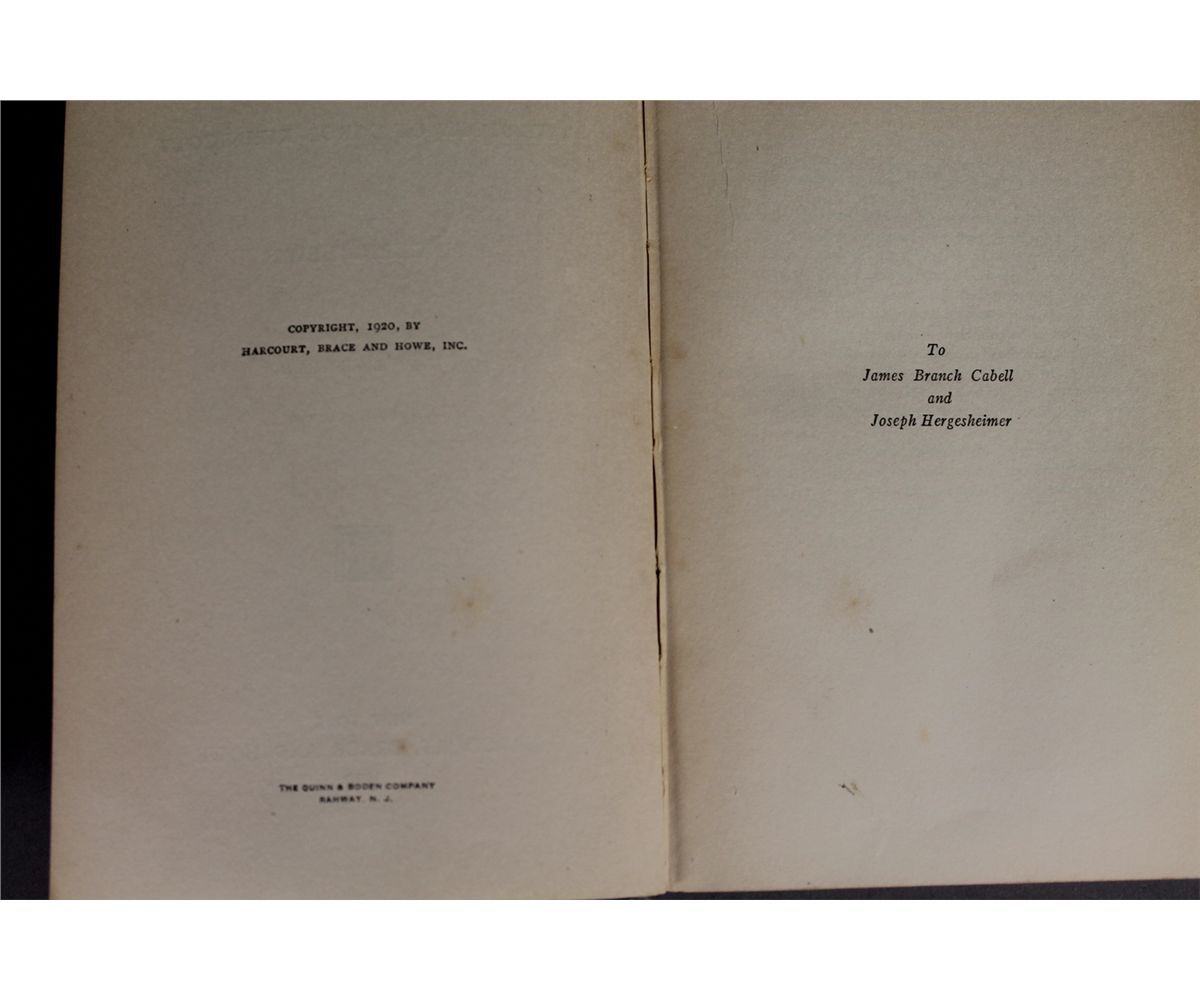 COPYRIGHT, 1920, BY
HARCOURT, BRACE AND HOWE, INC.
THE QUINN & BODEN COMPANY
RAHWAY, N. J.
To
James Branch Cabell
and
Joseph Hergesheimer